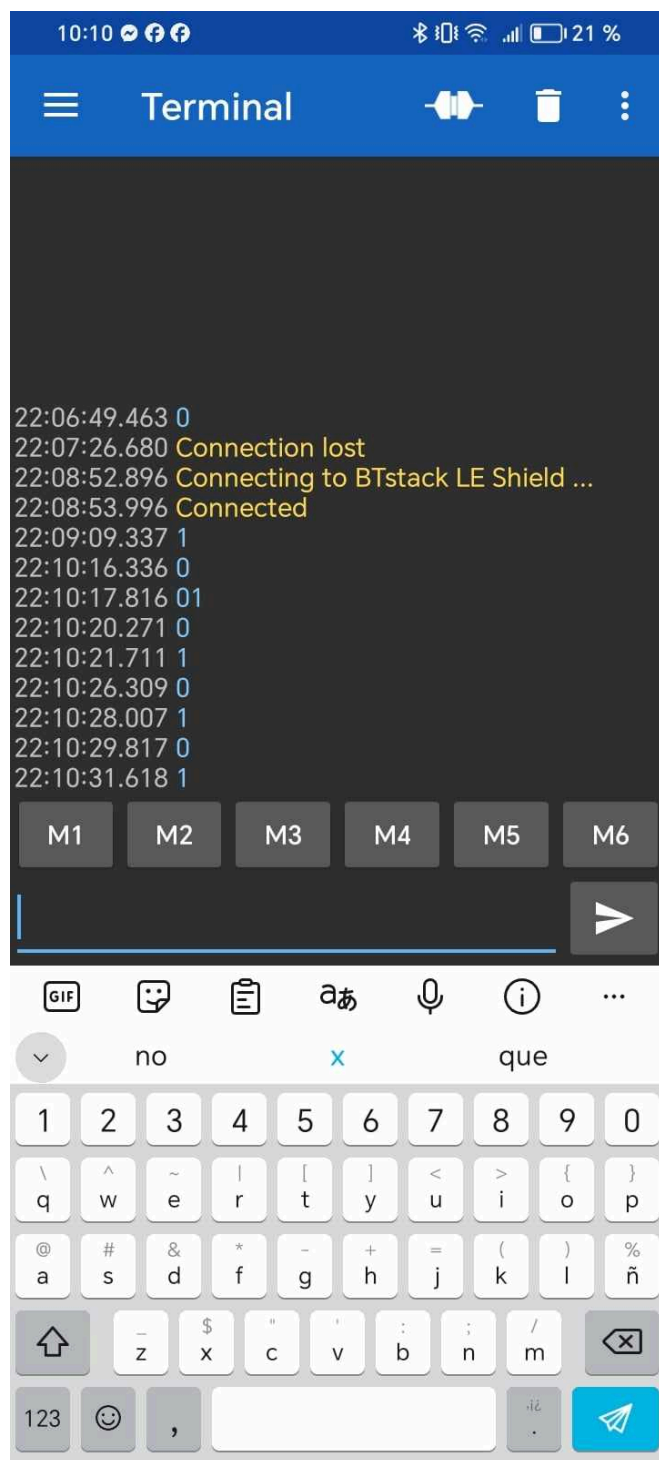 10:10 21 %
Terminal
22:06:49.463 0
22:07:26.680 Connection lost
22:08:52.896 Connecting to BTstack LE Shield ...
22:08:53.996 Connected
22:09:09.337 1
22:10:16.336 0
22:10:17.816 01
22:10:20.271 0
22:10:21.711 1
22:10:26.309 0
22:10:28.007 1
22:10:29.817 0
22:10:31.618 1
M1 M2 M3 M4 M5 M6
GIF aあ ...
no x que
1 2 3 4 5 6 7 8 9 0
\ ^ ~ | [ ] < > { }
q w e r t y u i o p
@ # & * - + = ( ) %
a s d f g h j k l ñ
_ $ " ' : ; /
z x c v b n m
123 , .